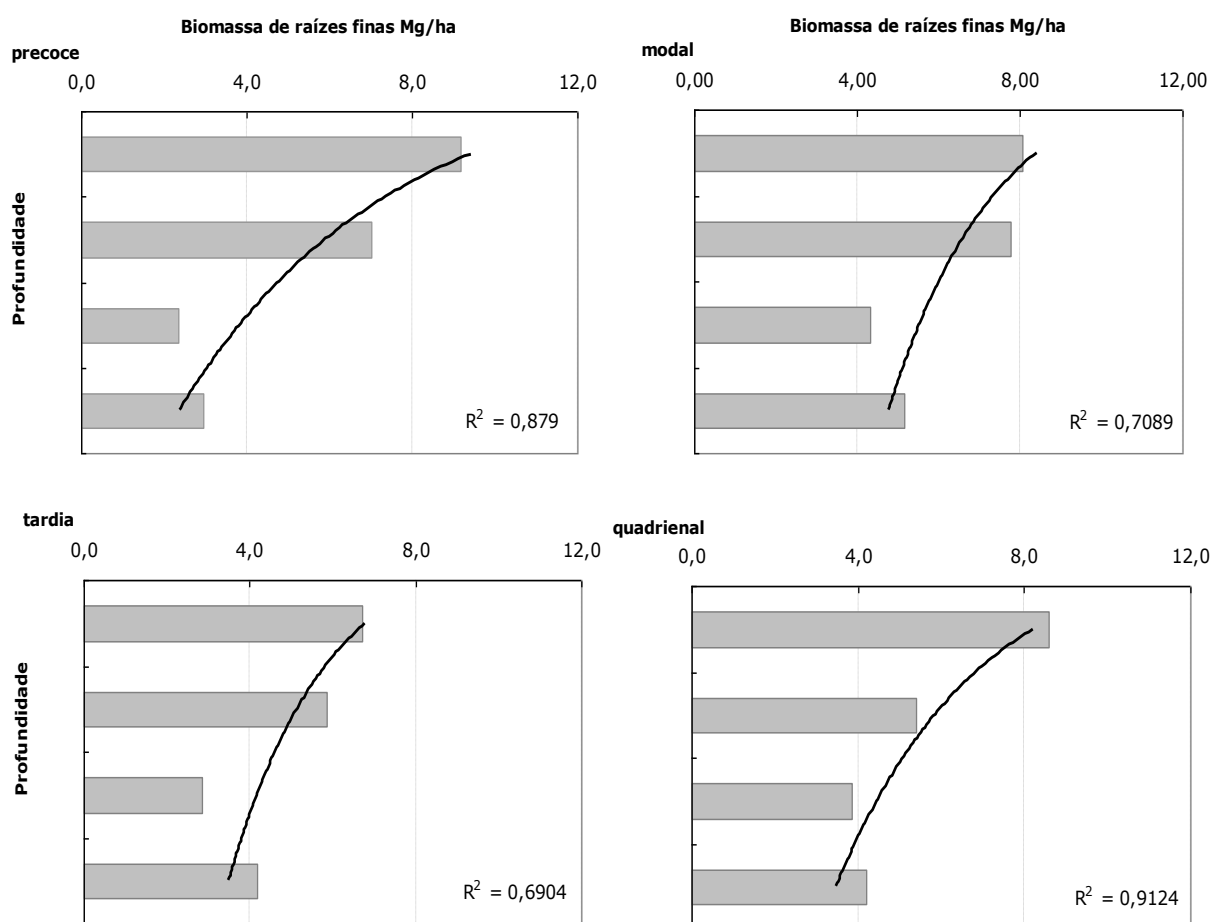 Biomassa de raízes finas Mg/ha
precoce
0,0 4,0 8,0 12,0
Profundidade
R² = 0,879
Biomassa de raízes finas Mg/ha
modal
0,00 4,00 8,00 12,00
R² = 0,7089
tardia
0,0 4,0 8,0 12,0
Profundidade
R² = 0,6904
quadrienal
0,0 4,0 8,0 12,0
R² = 0,9124